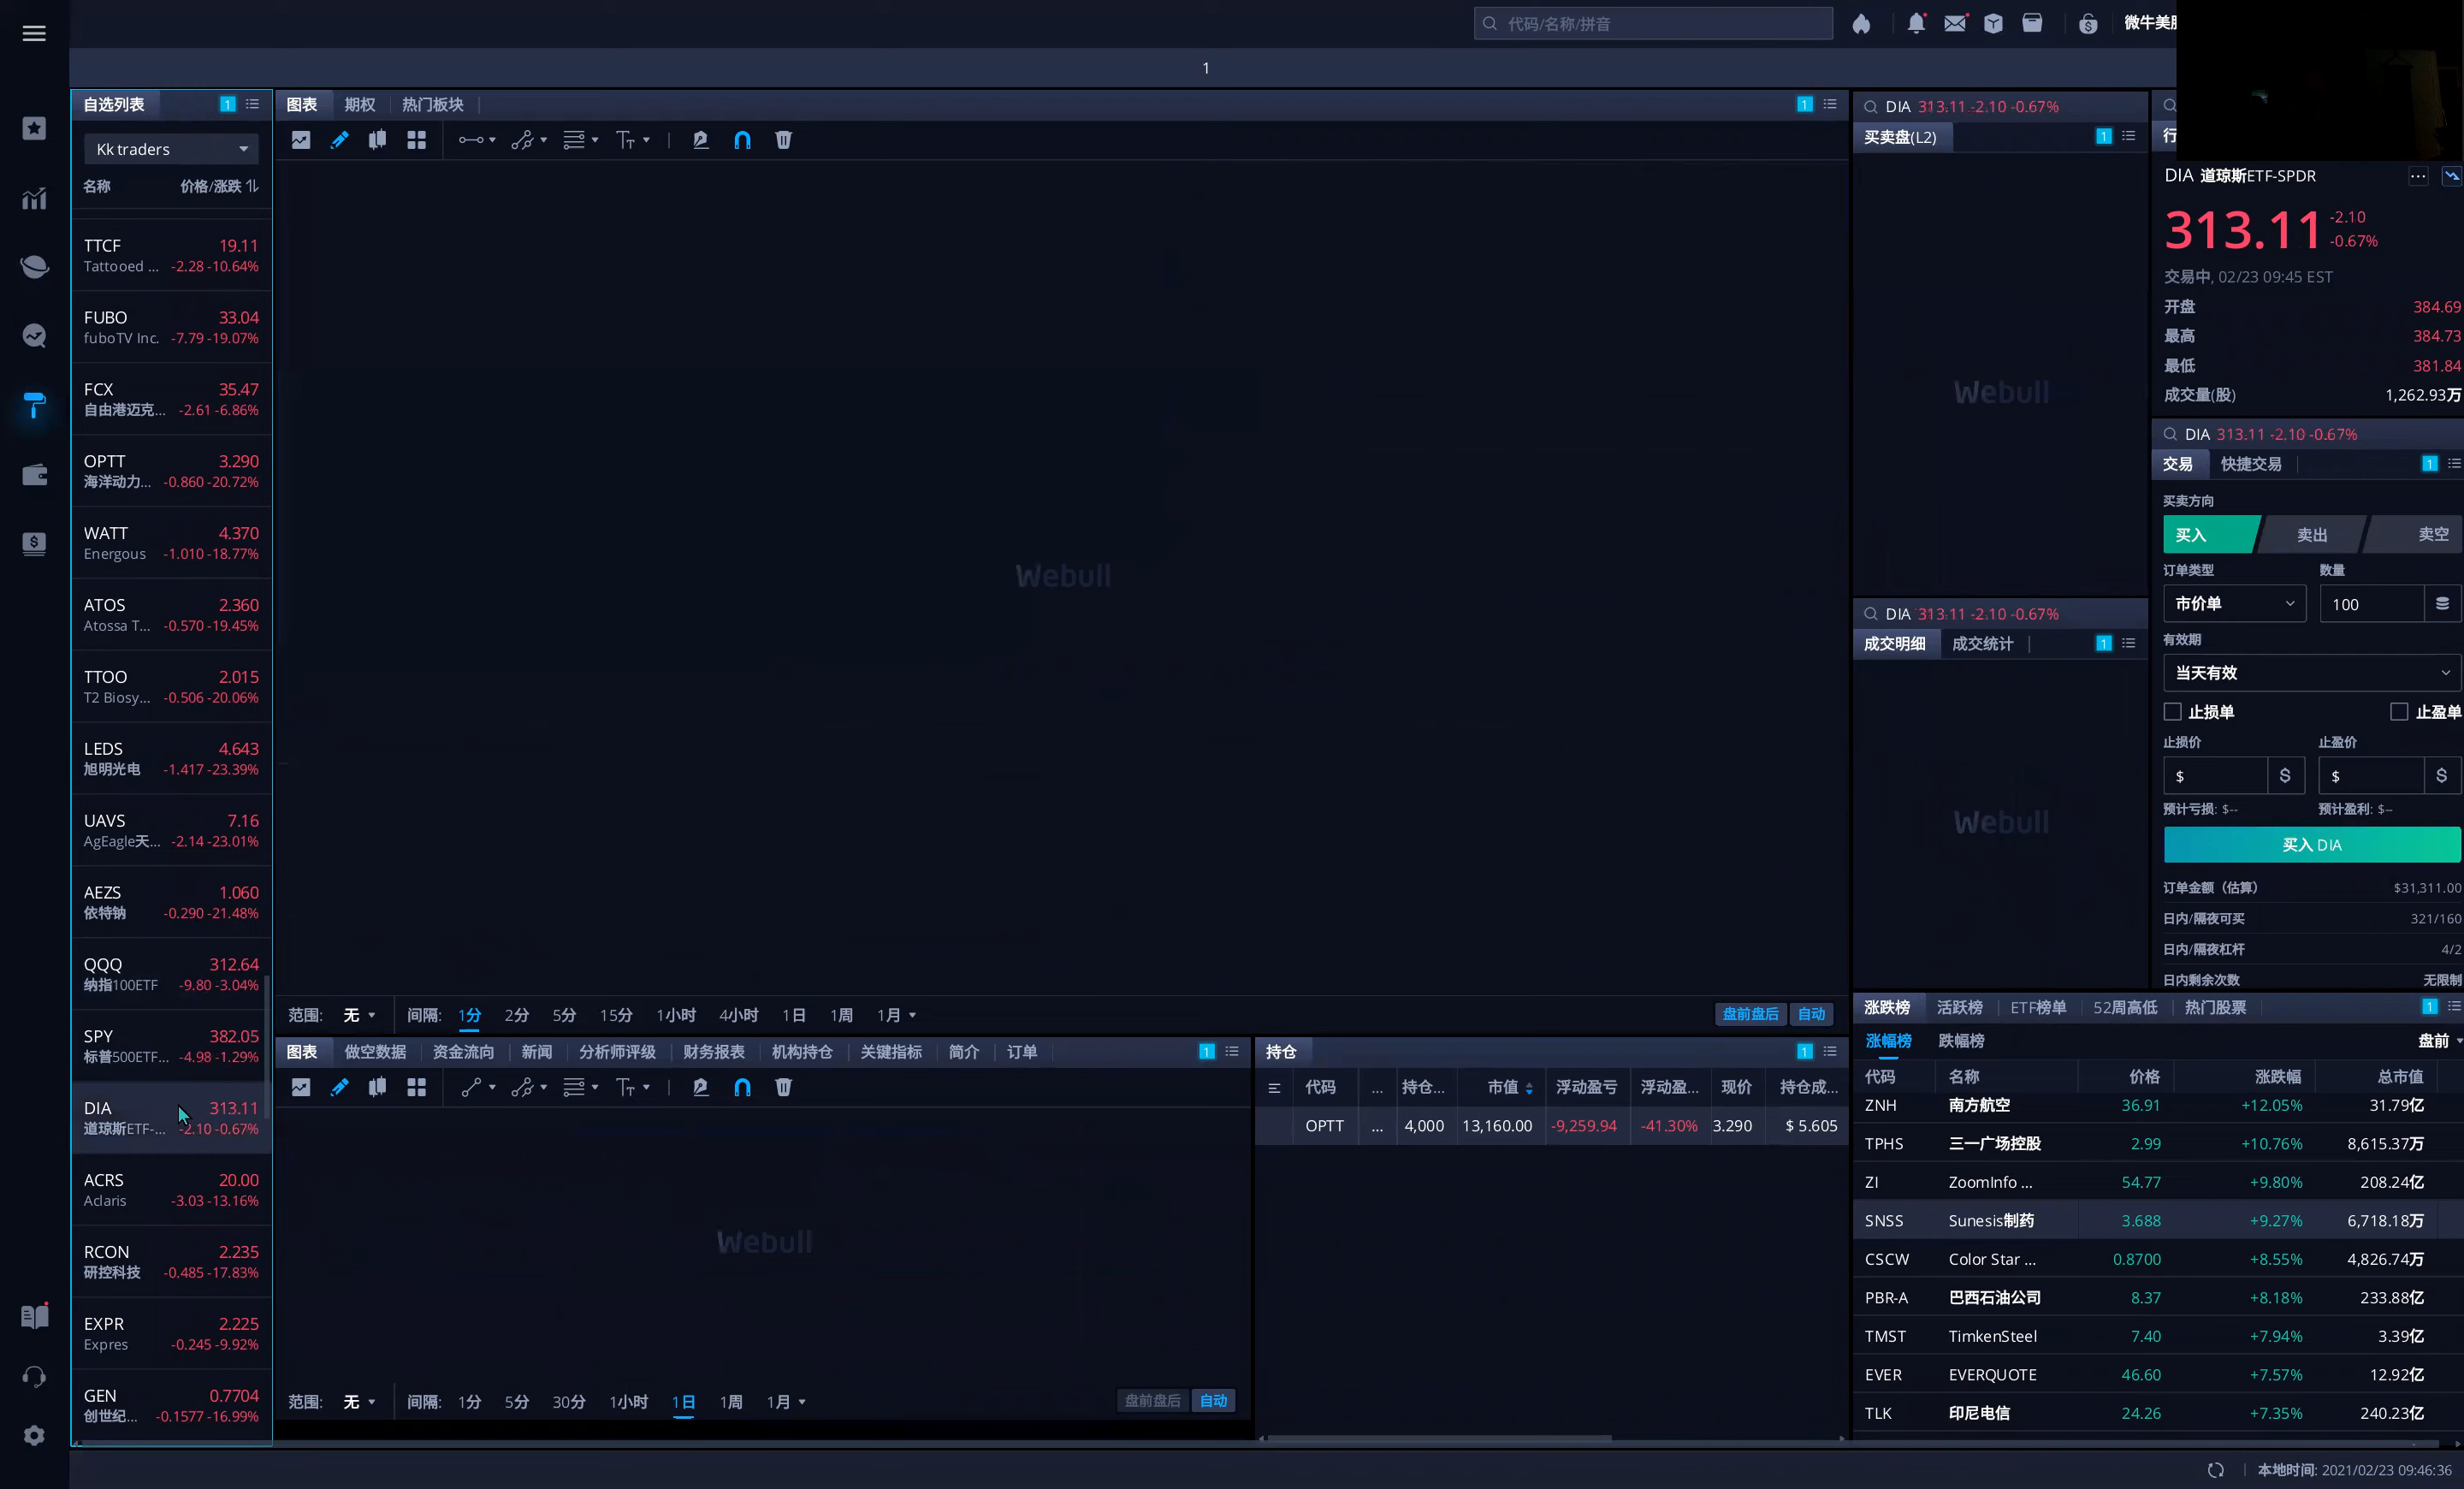 代码/名称/拼音
微牛美股
1
自选列表
1
Kk traders
名称 价格/涨跌
TTCF 19.11
Tattooed ... -2.28 -10.64%
FUBO 33.04
fuboTV Inc. -7.79 -19.07%
FCX 35.47
自由港迈克... -2.61 -6.86%
OPTT 3.290
海洋动力... -0.860 -20.72%
WATT 4.370
Energous -1.010 -18.77%
ATOS 2.360
Atossa T... -0.570 -19.45%
TTOO 2.015
T2 Biosy... -0.506 -20.06%
LEDS 4.643
旭明光电 -1.417 -23.39%
UAVS 7.16
AgEagle天... -2.14 -23.01%
AEZS 1.060
依特钠 -0.290 -21.48%
QQQ 312.64
纳指100ETF -9.80 -3.04%
SPY 382.05
标普500ETF... -4.98 -1.29%
DIA 313.11
道琼斯ETF-... -2.10 -0.67%
ACRS 20.00
Aclaris -3.03 -13.16%
RCON 2.235
研控科技 -0.485 -17.83%
EXPR 2.225
Expres -0.245 -9.92%
GEN 0.7704
创世纪... -0.1577 -16.99%
图表 期权 热门板块 1
Webull
范围: 无 间隔: 1分 2分 5分 15分 1小时 4小时 1日 1周 1月 盘前盘后 自动
图表 做空数据 资金流向 新闻 分析师评级 财务报表 机构持仓 关键指标 简介 订单 1
Webull
范围: 无 间隔: 1分 5分 30分 1小时 1日 1周 1月 盘前盘后 自动
持仓 1
代码 ... 持仓... 市值 浮动盈亏 浮动盈... 现价 持仓成...
OPTT ... 4,000 13,160.00 -9,259.94 -41.30% 3.290 $ 5.605
DIA 313.11 -2.10 -0.67%
买卖盘(L2) 1
Webull
DIA 313.11 -2.10 -0.67%
成交明细 成交统计 1
Webull
行
DIA 道琼斯ETF-SPDR
313.11 -2.10
-0.67%
交易中, 02/23 09:45 EST
开盘 384.69
最高 384.73
最低 381.84
成交量(股) 1,262.93万
DIA 313.11 -2.10 -0.67%
交易 快捷交易 1
买卖方向
买入 卖出 卖空
订单类型 数量
市价单 100
有效期
当天有效
止损单 止盈单
止损价 止盈价
$ $ $ $
预计亏损: $-- 预计盈利: $--
买入 DIA
订单金额（估算） $31,311.00
日内/隔夜可买 321/160
日内/隔夜杠杆 4/2
日内剩余次数 无限制
涨跌榜 活跃榜 ETF榜单 52周高低 热门股票 1
涨幅榜 跌幅榜 盘前
代码 名称 价格 涨跌幅 总市值
ZNH 南方航空 36.91 +12.05% 31.79亿
TPHS 三一广场控股 2.99 +10.76% 8,615.37万
ZI ZoomInfo ... 54.77 +9.80% 208.24亿
SNSS Sunesis制药 3.688 +9.27% 6,718.18万
CSCW Color Star ... 0.8700 +8.55% 4,826.74万
PBR-A 巴西石油公司 8.37 +8.18% 233.88亿
TMST TimkenSteel 7.40 +7.94% 3.39亿
EVER EVERQUOTE 46.60 +7.57% 12.92亿
TLK 印尼电信 24.26 +7.35% 240.23亿
本地时间: 2021/02/23 09:46:36